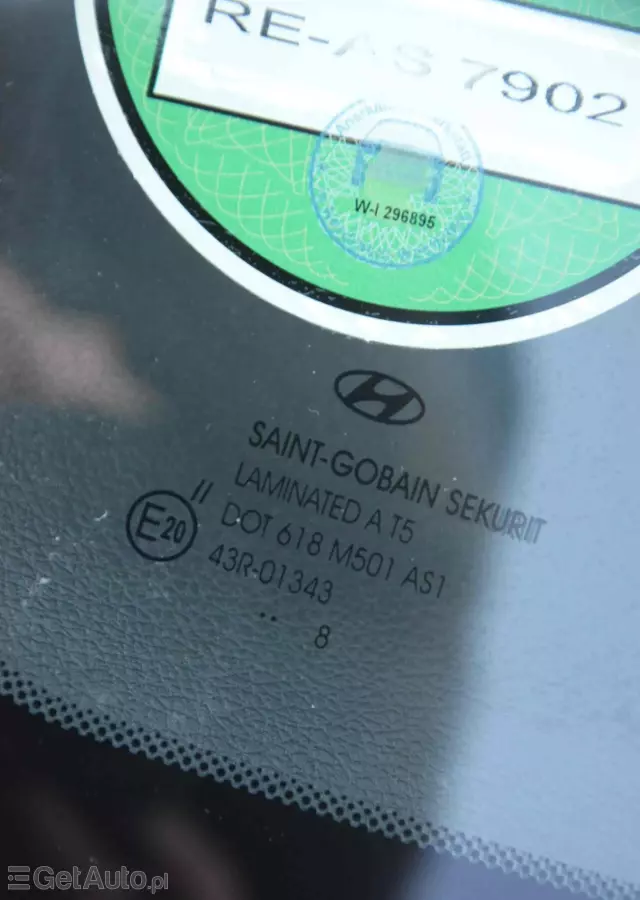 RE-AS 7902
W-I 296895
SAINT-GOBAIN SEKURIT
LAMINATED A T5
DOT 618 M501 AS1
43R-01343
E20
//
.. 8
GetAuto.pl